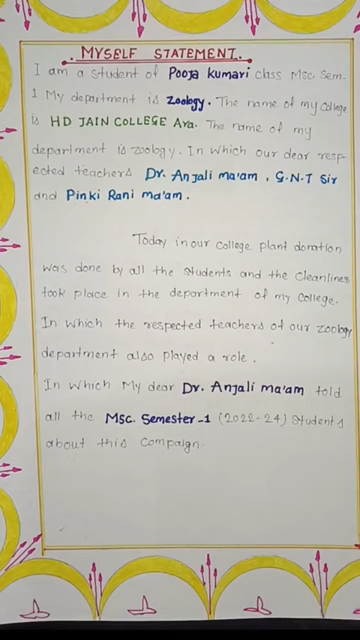 MYSELF STATEMENT.
I am a student of Pooja Kumari class Msc. Sem.
1 My department is Zoology. The name of my College
is HD JAIN COLLEGE Ara. The name of my
department is zoology. In which our dear resp-
ected teachers Dr. Anjali ma'am, G.N.T Sir
and Pinki Rani ma'am.
Today in our college plant donation
was done by all the students and the Cleanliness
took place in the department of my College.
In which the respected teachers of our zoology
department also played a role.
In which My dear Dr. Anjali ma'am told
all the Msc. Semester-1 (2022-24) Students
about this Campaign.